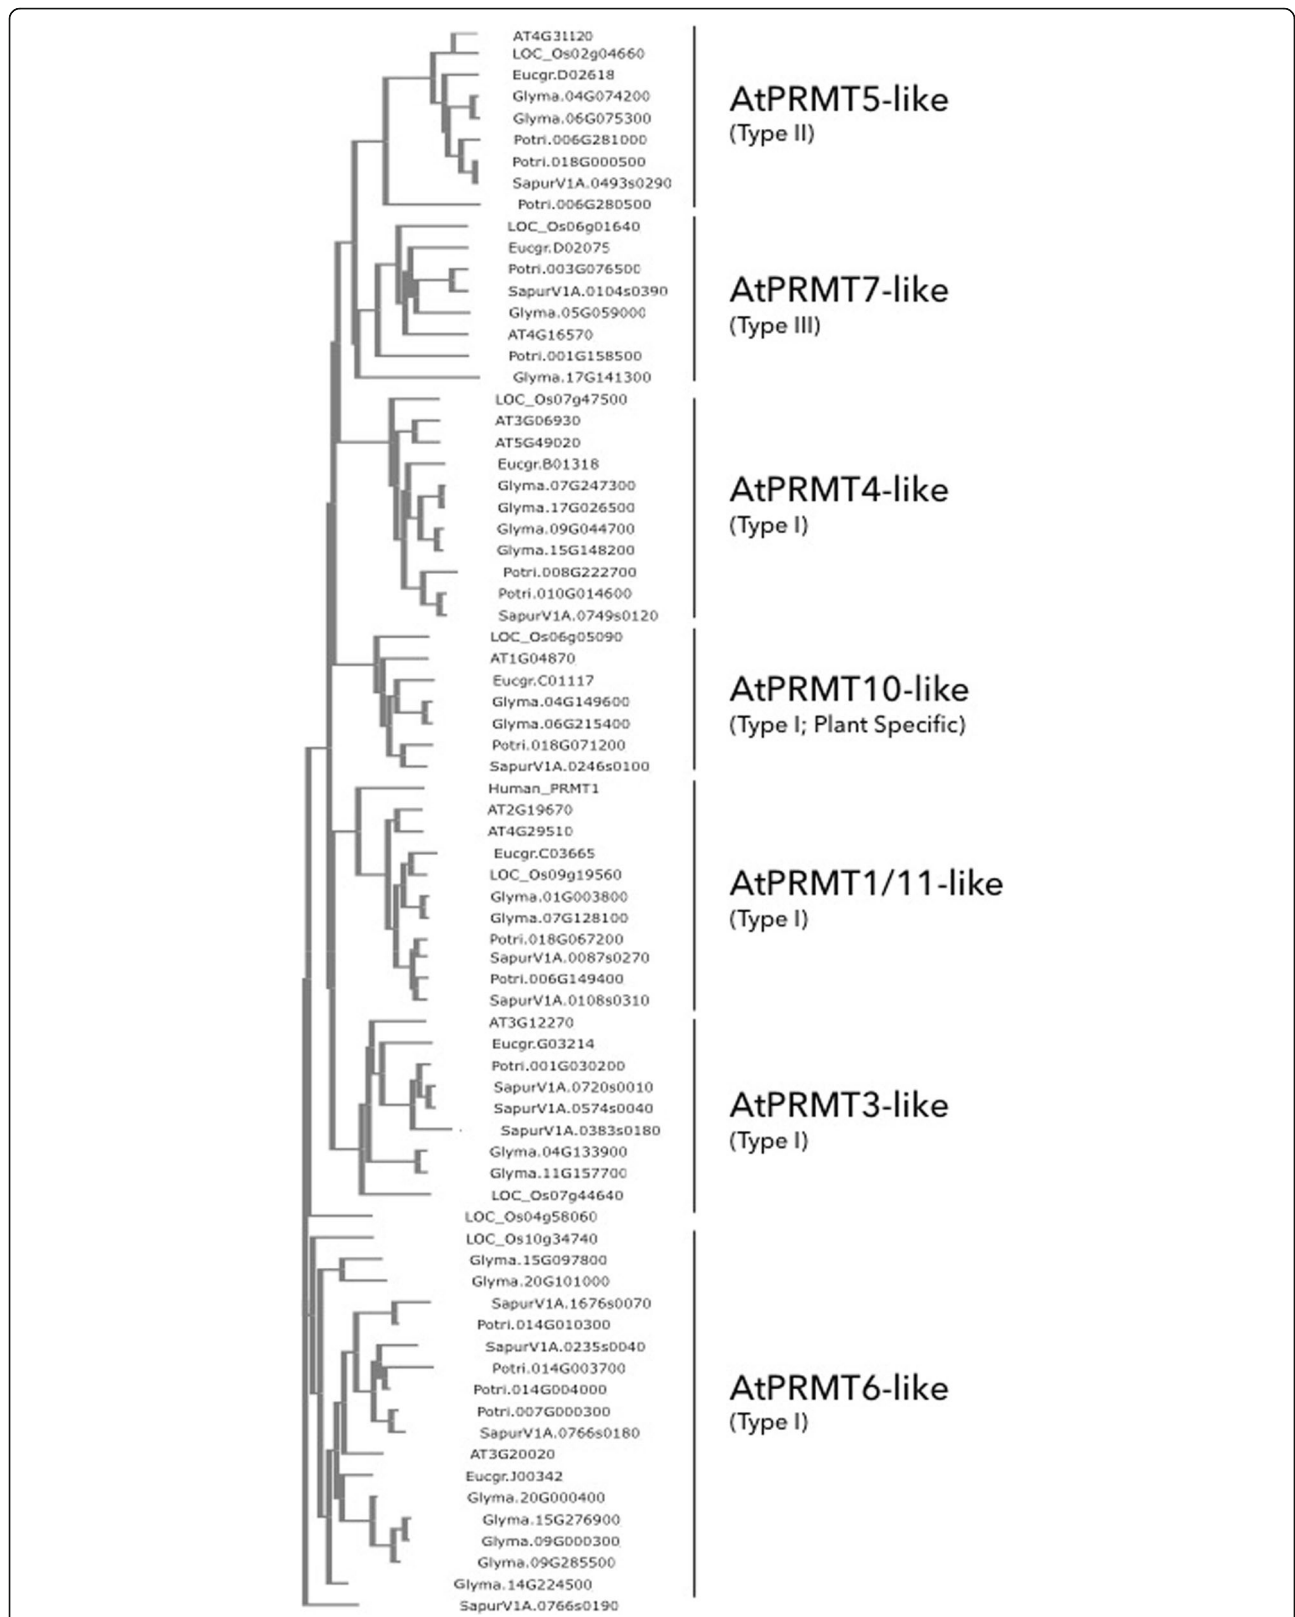 AT4G31120
LOC_Os02g04660
Eucgr.D02618
Glyma.04G074200
Glyma.06G075300
Potri.006G281000
Potri.018G000500
SapurV1A.0493s0290
Potri.006G280500
AtPRMT5-like
(Type II)
LOC_Os06g01640
Eucgr.D02075
Potri.003G076500
SapurV1A.0104s0390
Glyma.05G059000
AT4G16570
Potri.001G158500
Glyma.17G141300
AtPRMT7-like
(Type III)
LOC_Os07g47500
AT3G06930
AT5G49020
Eucgr.B01318
Glyma.07G247300
Glyma.17G026500
Glyma.09G044700
Glyma.15G148200
Potri.008G222700
Potri.010G014600
SapurV1A.0749s0120
AtPRMT4-like
(Type I)
LOC_Os06g05090
AT1G04870
Eucgr.C01117
Glyma.04G149600
Glyma.06G215400
Potri.018G071200
SapurV1A.0246s0100
AtPRMT10-like
(Type I; Plant Specific)
Human_PRMT1
AT2G19670
AT4G29510
Eucgr.C03665
LOC_Os09g19560
Glyma.01G003800
Glyma.07G128100
Potri.018G067200
SapurV1A.0087s0270
Potri.006G149400
SapurV1A.0108s0310
AtPRMT1/11-like
(Type I)
AT3G12270
Eucgr.G03214
Potri.001G030200
SapurV1A.0720s0010
SapurV1A.0574s0040
SapurV1A.0383s0180
Glyma.04G133900
Glyma.11G157700
LOC_Os07g44640
LOC_Os04g58060
AtPRMT3-like
(Type I)
LOC_Os10g34740
Glyma.15G097800
Glyma.20G101000
SapurV1A.1676s0070
Potri.014G010300
SapurV1A.0235s0040
Potri.014G003700
Potri.014G004000
Potri.007G000300
SapurV1A.0766s0180
AT3G20020
Eucgr.J00342
Glyma.20G000400
Glyma.15G276900
Glyma.09G000300
Glyma.09G285500
Glyma.14G224500
SapurV1A.0766s0190
AtPRMT6-like
(Type I)